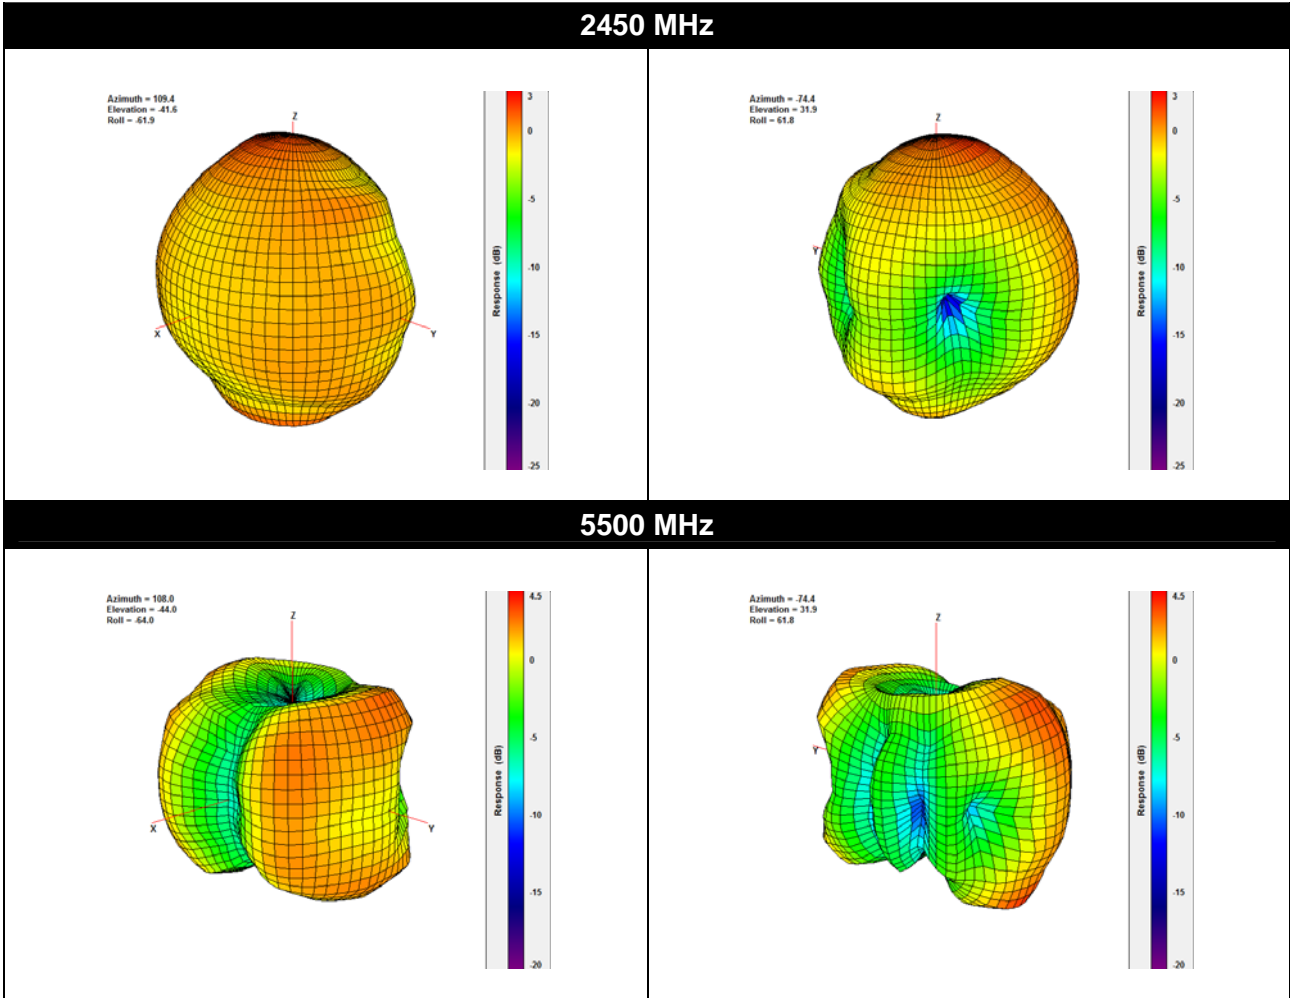 2450 MHz
Azimuth = 109.4
Elevation = -41.6
Roll = -61.9
Z
X
Y
3
0
-5
-10
-15
-20
-25
Response (dB)
Azimuth = -74.4
Elevation = 31.9
Roll = 61.8
Z
Y
3
0
-5
-10
-15
-20
-25
Response (dB)
5500 MHz
Azimuth = 108.0
Elevation = -44.0
Roll = -64.0
Z
X
Y
4.5
0
-5
-10
-15
-20
Response (dB)
Azimuth = -74.4
Elevation = 31.9
Roll = 61.8
Z
Y
4.5
0
-5
-10
-15
-20
Response (dB)